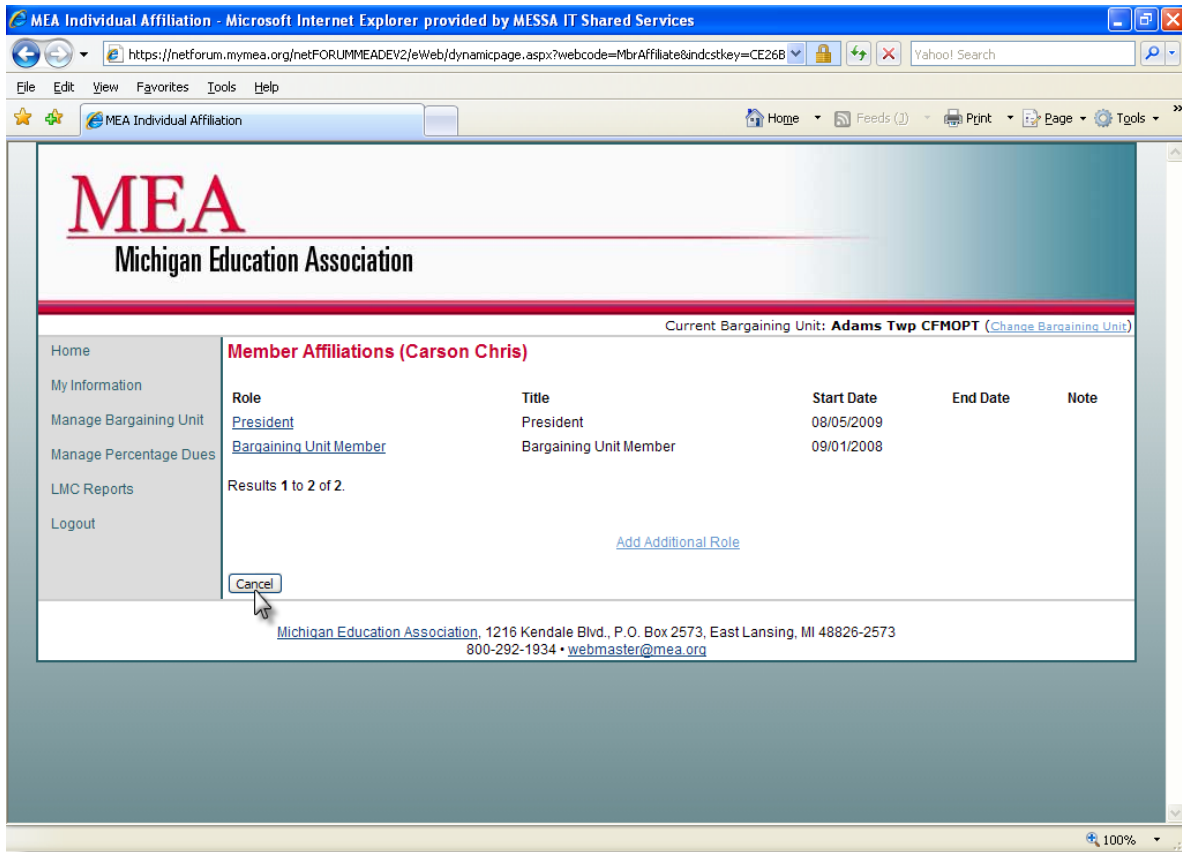 MEA Individual Affiliation - Microsoft Internet Explorer provided by MESSA IT Shared Services
https://netforum.mymea.org/netFORUMMEADEV2/eWeb/dynamicpage.aspx?webcode=MbrAffiliate&indcstkey=CE26B Yahoo! Search
File Edit View Favorites Tools Help
MEA Individual Affiliation Home Feeds (J) Print Page Tools »
MEA
Michigan Education Association
Current Bargaining Unit: Adams Twp CFMOPT (Change Bargaining Unit)
Home
My Information
Manage Bargaining Unit
Manage Percentage Dues
LMC Reports
Logout
Member Affiliations (Carson Chris)
Role Title Start Date End Date Note
President President 08/05/2009
Bargaining Unit Member Bargaining Unit Member 09/01/2008
Results 1 to 2 of 2.
Add Additional Role
Cancel
Michigan Education Association, 1216 Kendale Blvd., P.O. Box 2573, East Lansing, MI 48826-2573
800-292-1934 • webmaster@mea.org
100%